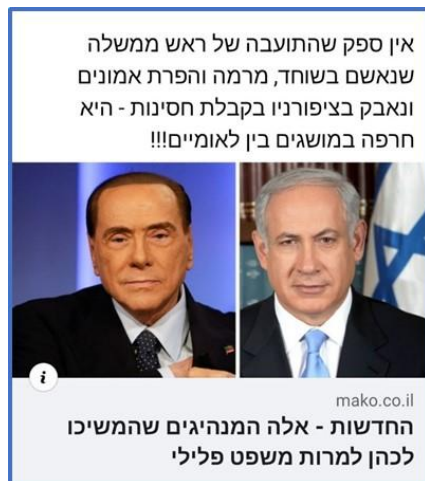 אין ספק שהתועבה של ראש ממשלה
שנאשם בשוחד, מרמה והפרת אמונים
ונאבק בציפורניו בקבלת חסינות - היא
חרפה במושגים בין לאומיים!!!
i
mako.co.il
החדשות - אלה המנהיגים שהמשיכו
לכהן למרות משפט פלילי